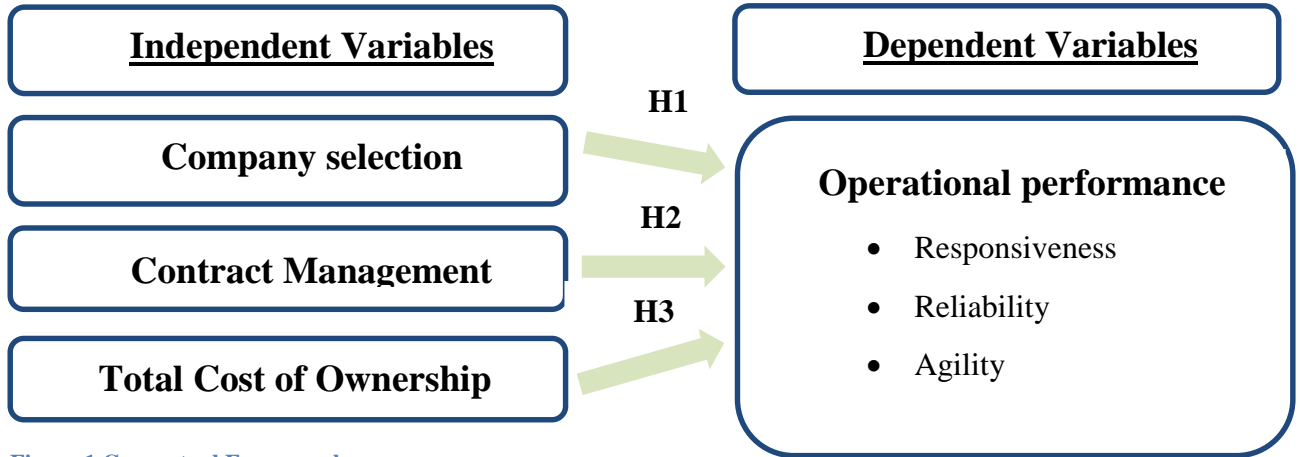 Independent Variables
Dependent Variables
H1
Company selection
Operational performance
H2
• Responsiveness
Contract Management
• Reliability
H3
• Agility
Total Cost of Ownership